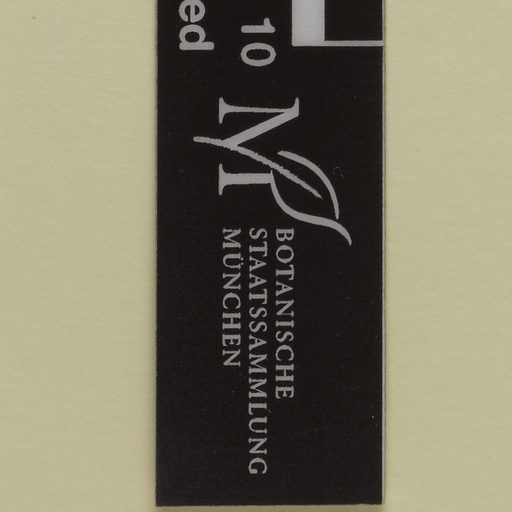 10
ed
BOTANISCHE
STAATSSAMMLUNG
MÜNCHEN